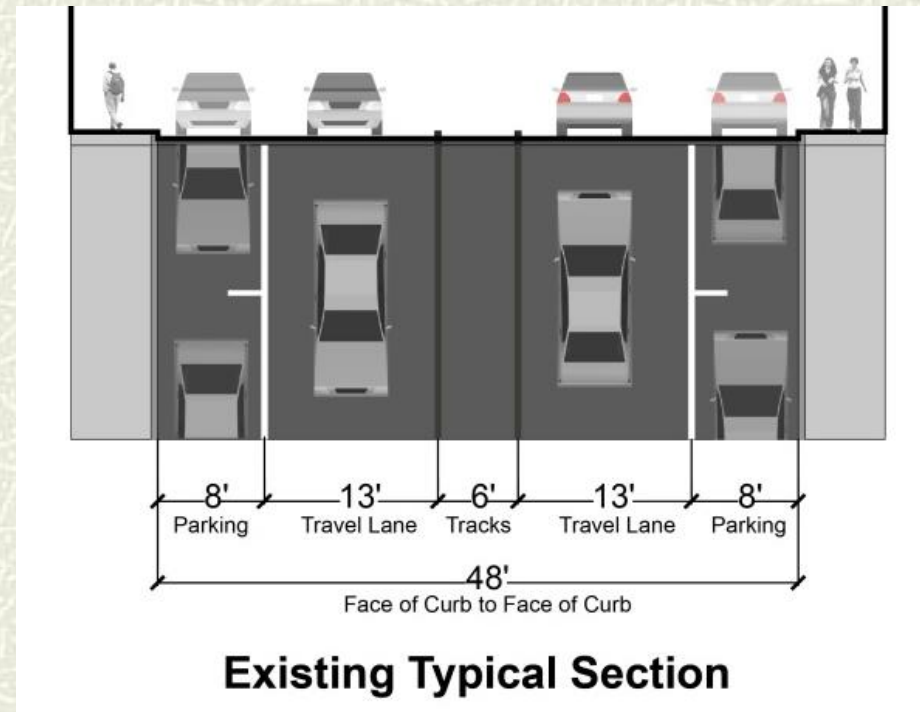 8' 13' 6' 13' 8'
Parking Travel Lane Tracks Travel Lane Parking
48'
Face of Curb to Face of Curb
Existing Typical Section